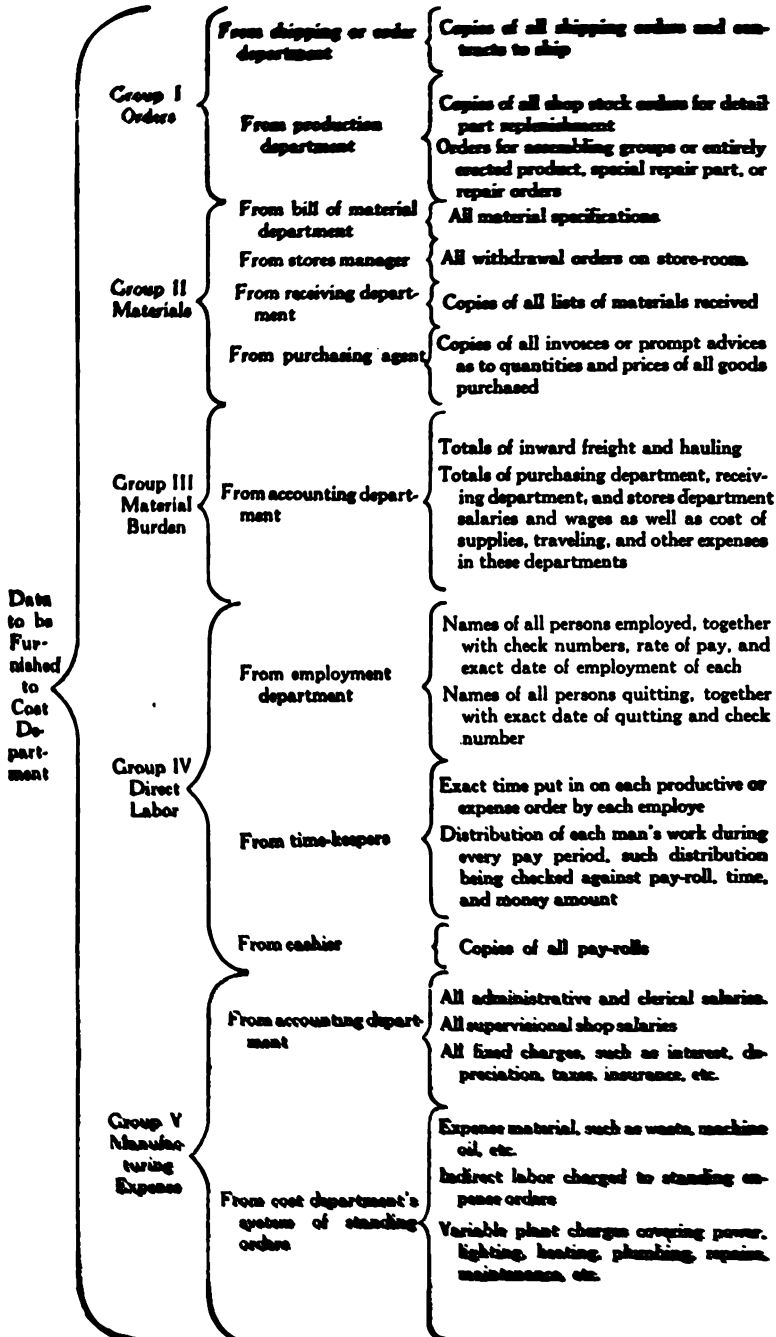 Data
to be
Fur-
nished
to
Cost
De-
part-
ment
Group I
Orders
From shipping or order
department
Copies of all shipping orders and con-
tracts to ship
From production
department
Copies of all shop stock orders for detail
part replenishment
Orders for assembling groups or entirely
erected product, special repair part, or
repair orders
Group II
Materials
From bill of material
department
All material specifications
From stores manager
All withdrawal orders on store-room
From receiving depart-
ment
Copies of all lists of materials received
From purchasing agent
Copies of all invoices or prompt advices
as to quantities and prices of all goods
purchased
Group III
Material
Burden
From accounting depart-
ment
Totals of inward freight and hauling
Totals of purchasing department, receiv-
ing department, and stores department
salaries and wages as well as cost of
supplies, traveling, and other expenses
in these departments
Group IV
Direct
Labor
From employment
department
Names of all persons employed, together
with check numbers, rate of pay, and
exact date of employment of each
Names of all persons quitting, together
with exact date of quitting and check
number
From time-keepers
Exact time put in on each productive or
expense order by each employe
Distribution of each man's work during
every pay period, such distribution
being checked against pay-roll, time,
and money amount
From cashier
Copies of all pay-rolls
Group V
Manufac-
turing
Expense
From accounting depart-
ment
All administrative and clerical salaries.
All supervisional shop salaries
All fixed charges, such as interest, de-
preciation, taxes, insurance, etc.
From cost department's
system of standing
orders
Expense material, such as waste, machine
oil, etc.
Indirect labor charged to standing ex-
pense orders
Variable plant charges covering power,
lighting, heating, plumbing, repairs,
maintenance, etc.